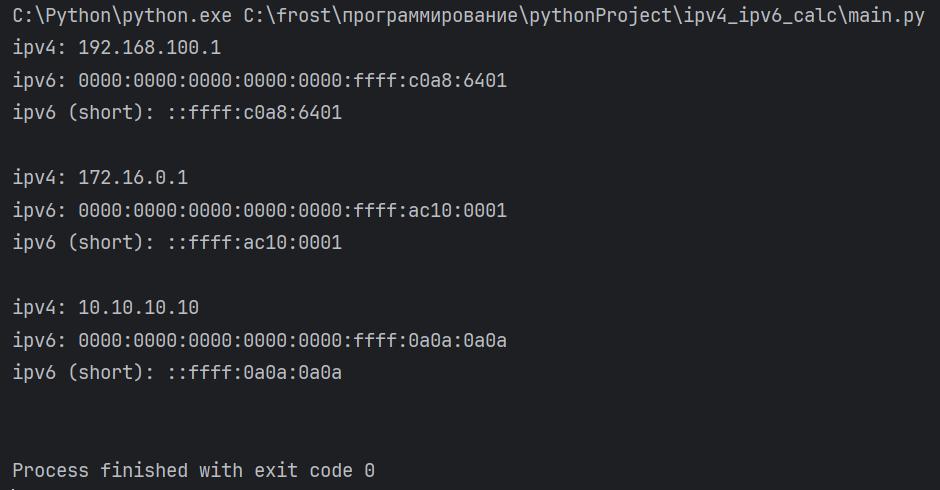 C:\Python\python.exe C:\frost\программирование\pythonProject\ipv4_ipv6_calc\main.py
ipv4: 192.168.100.1
ipv6: 0000:0000:0000:0000:0000:ffff:c0a8:6401
ipv6 (short): ::ffff:c0a8:6401
ipv4: 172.16.0.1
ipv6: 0000:0000:0000:0000:0000:ffff:ac10:0001
ipv6 (short): ::ffff:ac10:0001
ipv4: 10.10.10.10
ipv6: 0000:0000:0000:0000:0000:ffff:0a0a:0a0a
ipv6 (short): ::ffff:0a0a:0a0a
Process finished with exit code 0